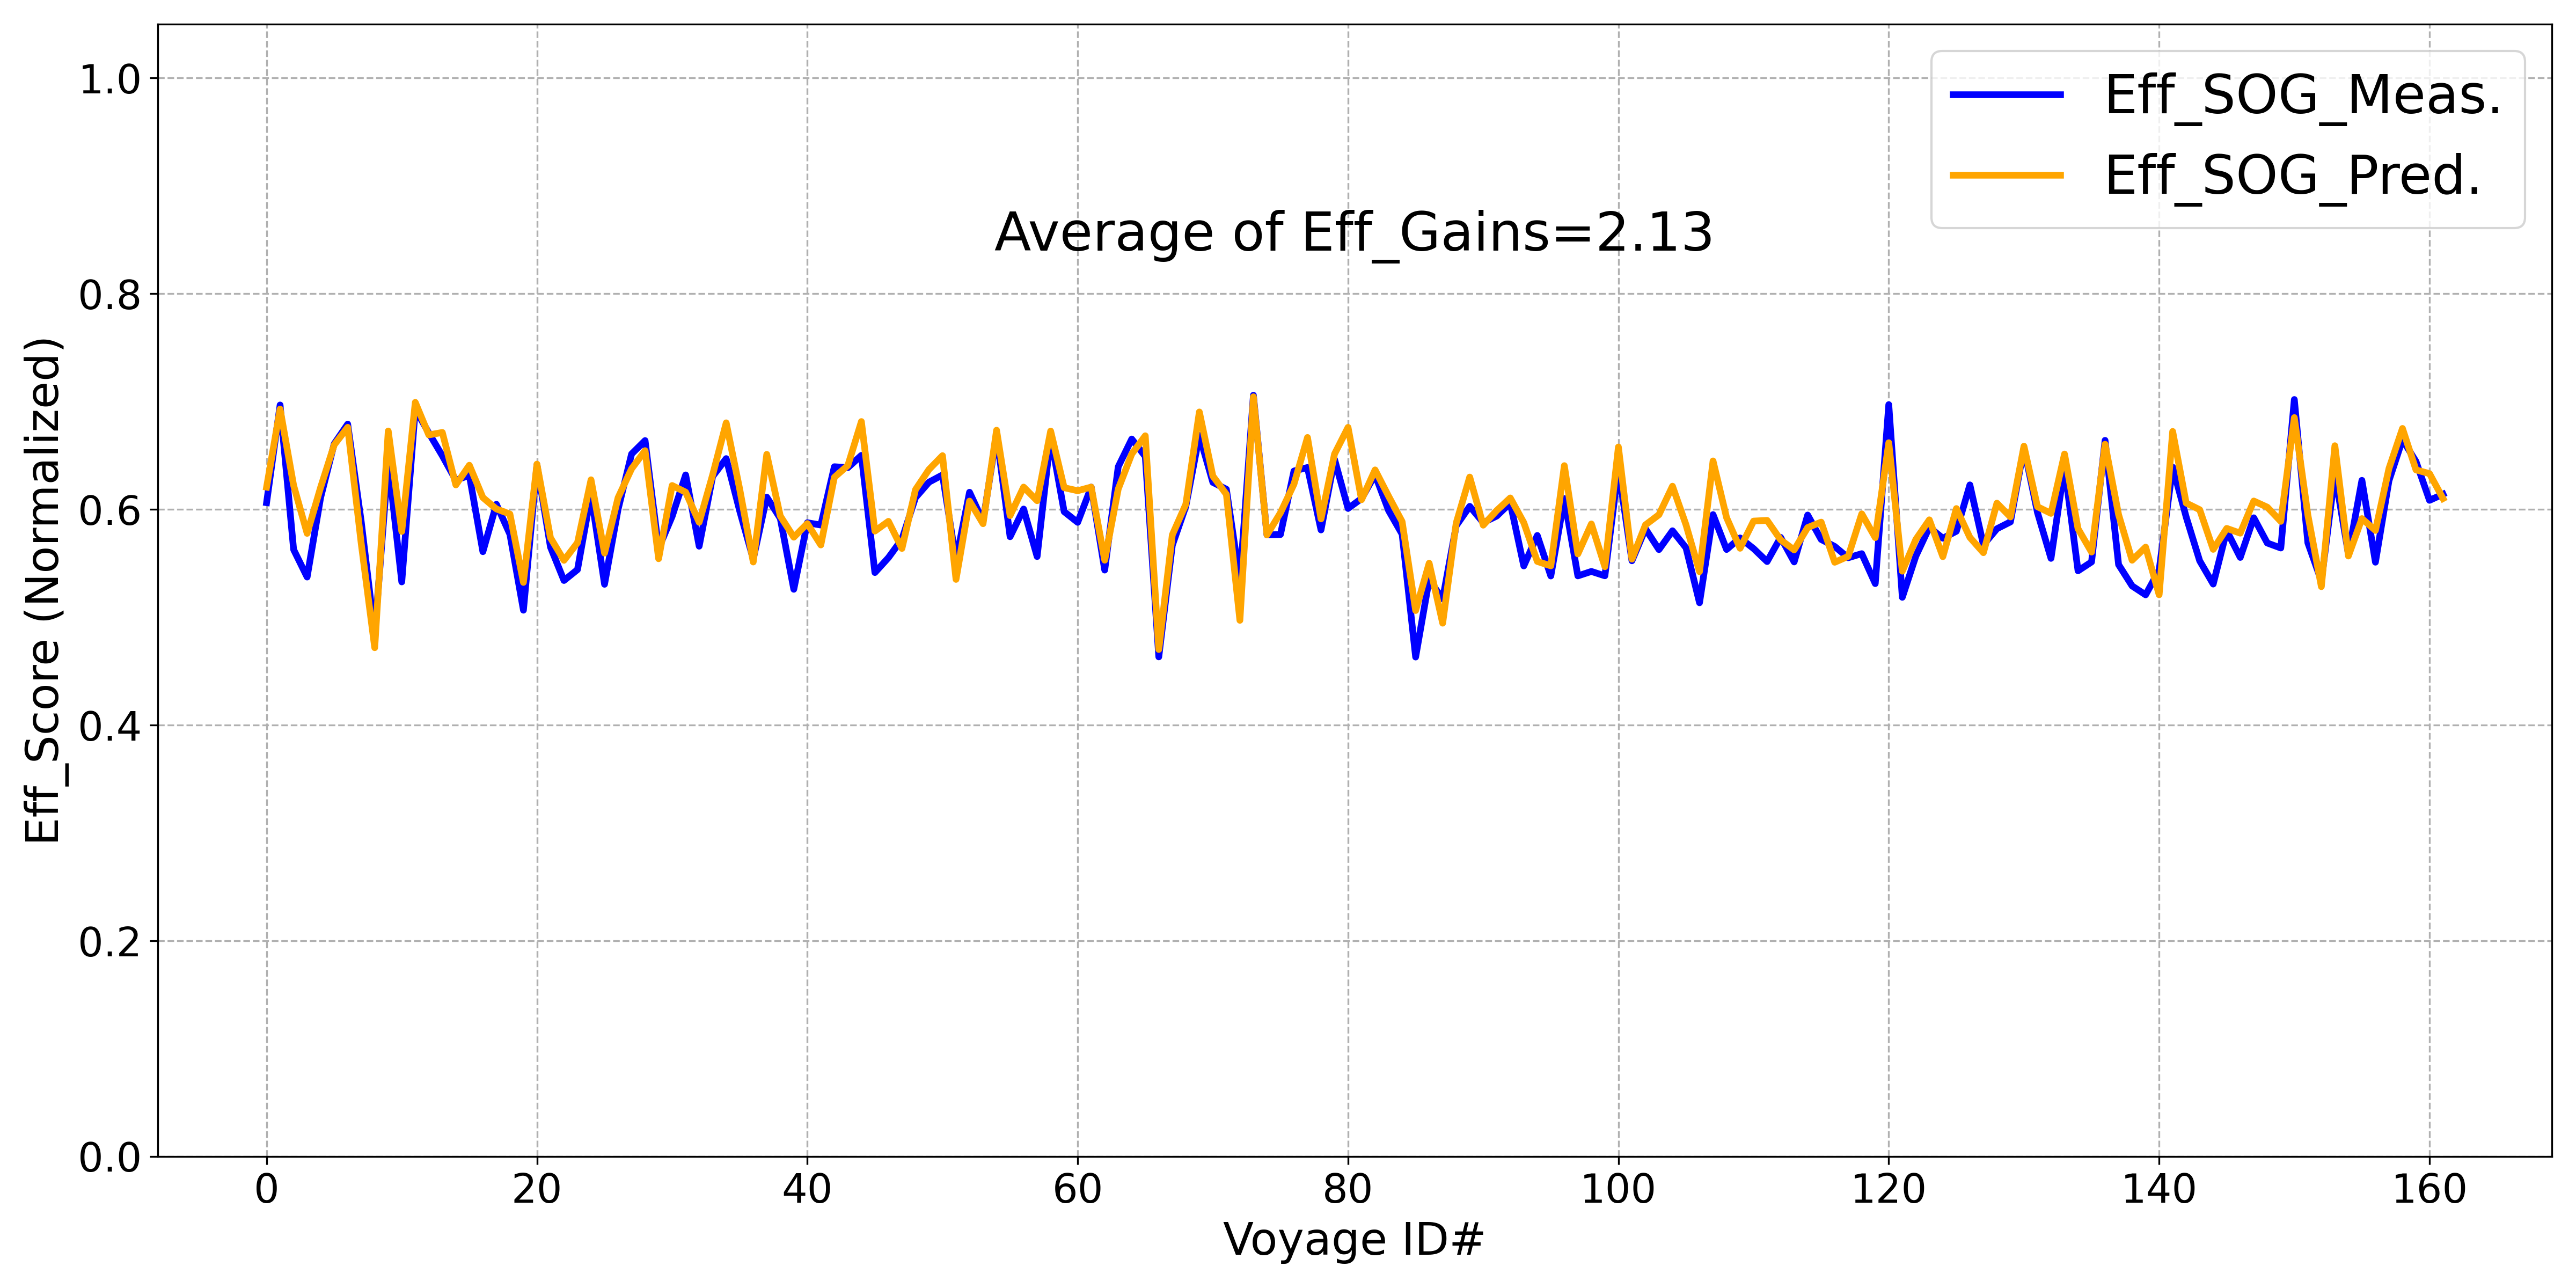 Eff_SOG_Meas.
Eff_SOG_Pred.
Average of Eff_Gains=2.13
Eff_Score (Normalized)
1.0
0.8
0.6
0.4
0.2
0.0
0 20 40 60 80 100 120 140 160
Voyage ID#